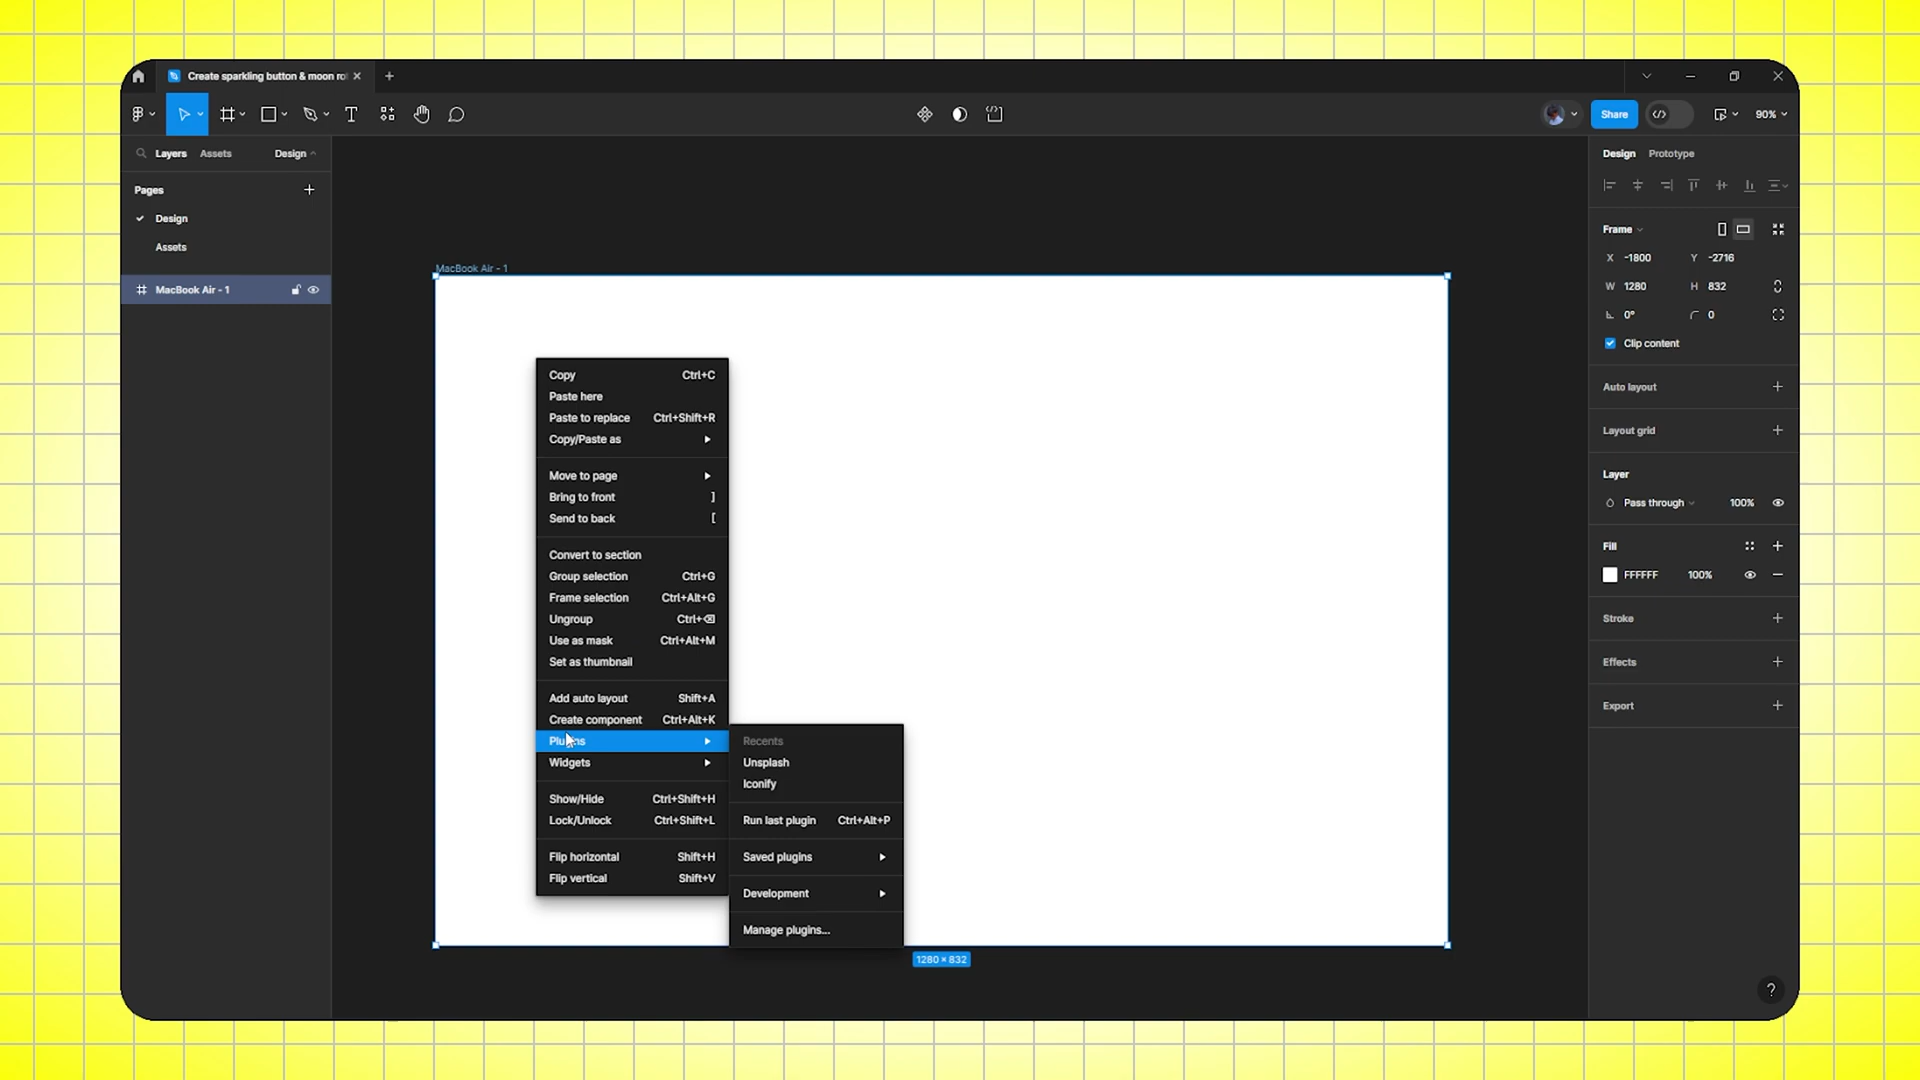 Create sparkling button & moon ro
Share
90%
Layers Assets Design
Pages
Design
Assets
MacBook Air - 1
MacBook Air - 1
Copy Ctrl+C
Paste here
Paste to replace Ctrl+Shift+R
Copy/Paste as
Move to page
Bring to front ]
Send to back [
Convert to section
Group selection Ctrl+G
Frame selection Ctrl+Alt+G
Ungroup Ctrl+⌫
Use as mask Ctrl+Alt+M
Set as thumbnail
Add auto layout Shift+A
Create component Ctrl+Alt+K
Plugins
Widgets
Show/Hide Ctrl+Shift+H
Lock/Unlock Ctrl+Shift+L
Flip horizontal Shift+H
Flip vertical Shift+V
Recents
Unsplash
Iconify
Run last plugin Ctrl+Alt+P
Saved plugins
Development
Manage plugins...
1280 × 832
Design Prototype
Frame
X -1800 Y -2716
W 1280 H 832
0° 0
Clip content
Auto layout
Layout grid
Layer
Pass through 100%
Fill
FFFFFF 100%
Stroke
Effects
Export
?